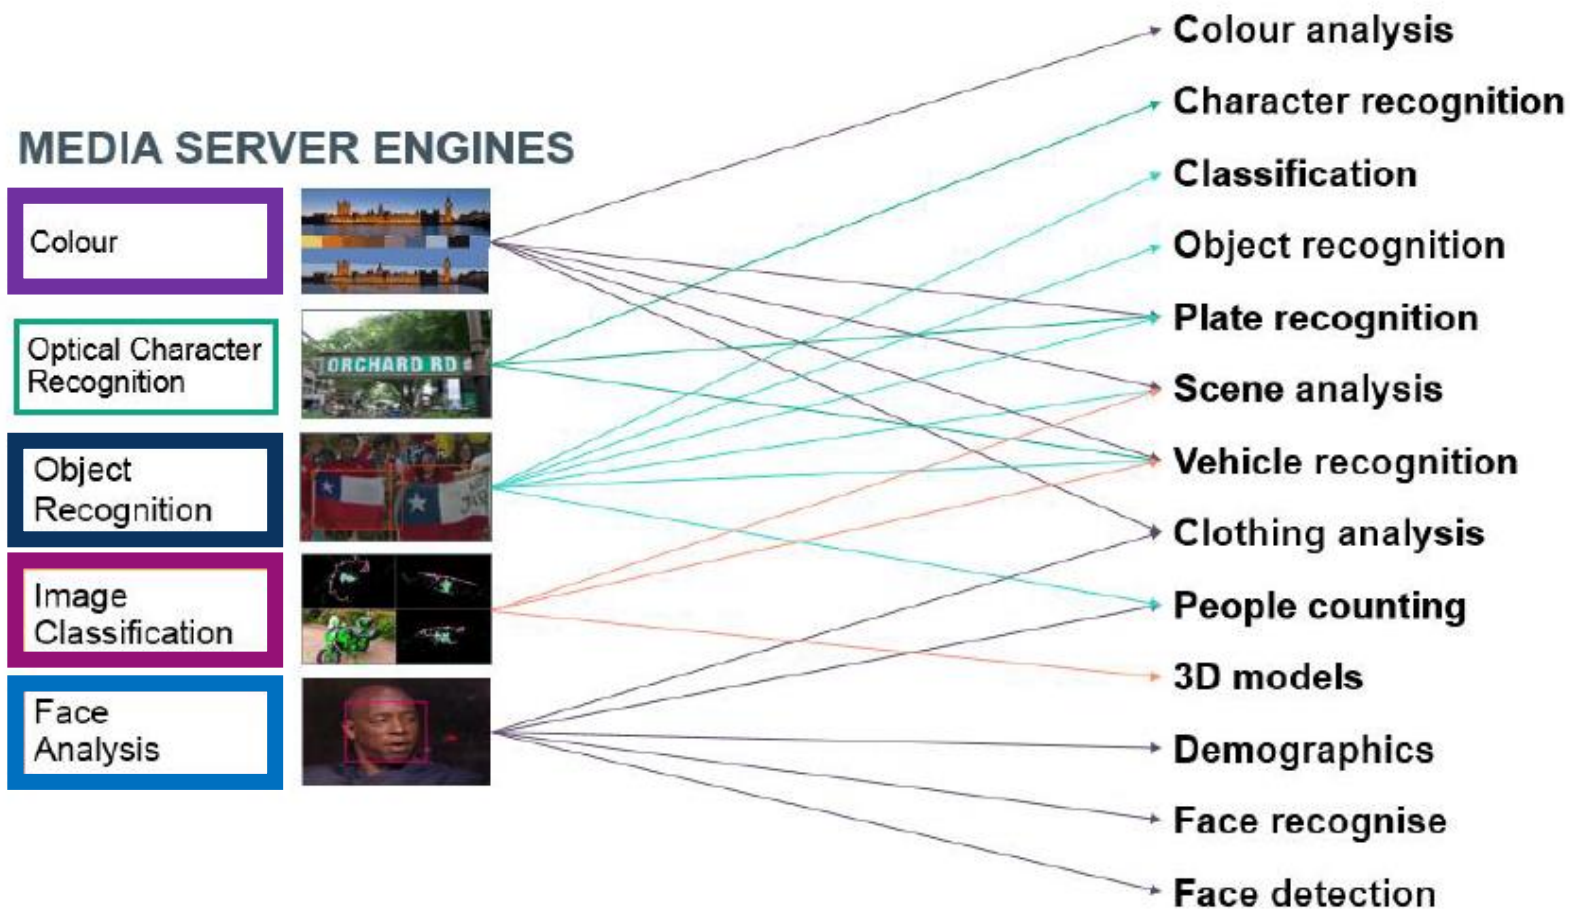 MEDIA SERVER ENGINES
Colour
Optical Character
Recognition
ORCHARD RD
Object
Recognition
Image
Classification
Face
Analysis
Colour analysis
Character recognition
Classification
Object recognition
Plate recognition
Scene analysis
Vehicle recognition
Clothing analysis
People counting
3D models
Demographics
Face recognise
Face detection